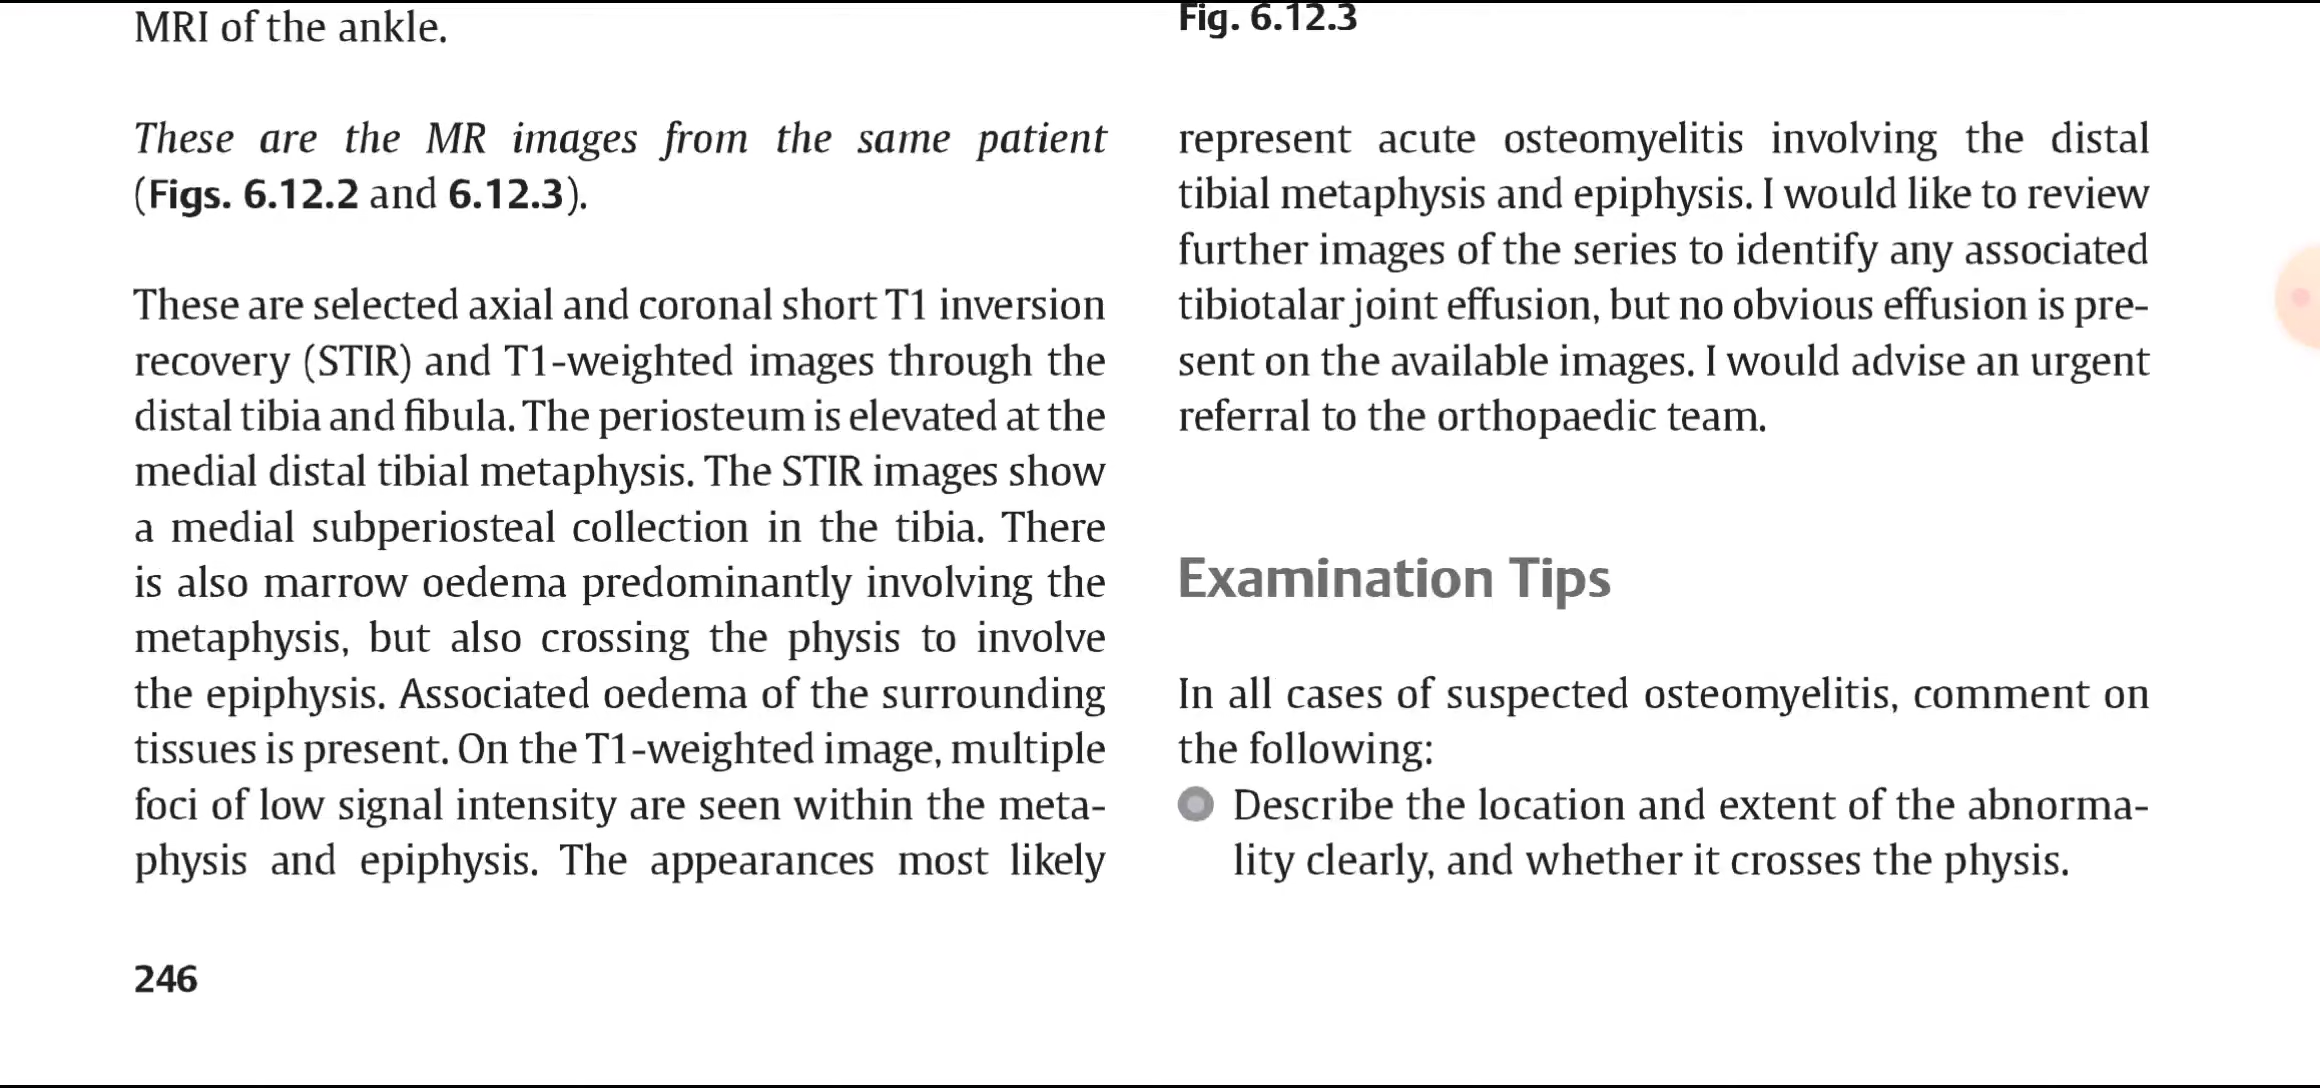 MRI of the ankle.
These are the MR images from the same patient
(Figs. 6.12.2 and 6.12.3).
These are selected axial and coronal short T1 inversion
recovery (STIR) and T1-weighted images through the
distal tibia and fibula. The periosteum is elevated at the
medial distal tibial metaphysis. The STIR images show
a medial subperiosteal collection in the tibia. There
is also marrow oedema predominantly involving the
metaphysis, but also crossing the physis to involve
the epiphysis. Associated oedema of the surrounding
tissues is present. On the T1-weighted image, multiple
foci of low signal intensity are seen within the meta-
physis and epiphysis. The appearances most likely
Fig. 6.12.3
represent acute osteomyelitis involving the distal
tibial metaphysis and epiphysis. I would like to review
further images of the series to identify any associated
tibiotalar joint effusion, but no obvious effusion is pre-
sent on the available images. I would advise an urgent
referral to the orthopaedic team.
Examination Tips
In all cases of suspected osteomyelitis, comment on
the following:
Describe the location and extent of the abnorma-
lity clearly, and whether it crosses the physis.
246